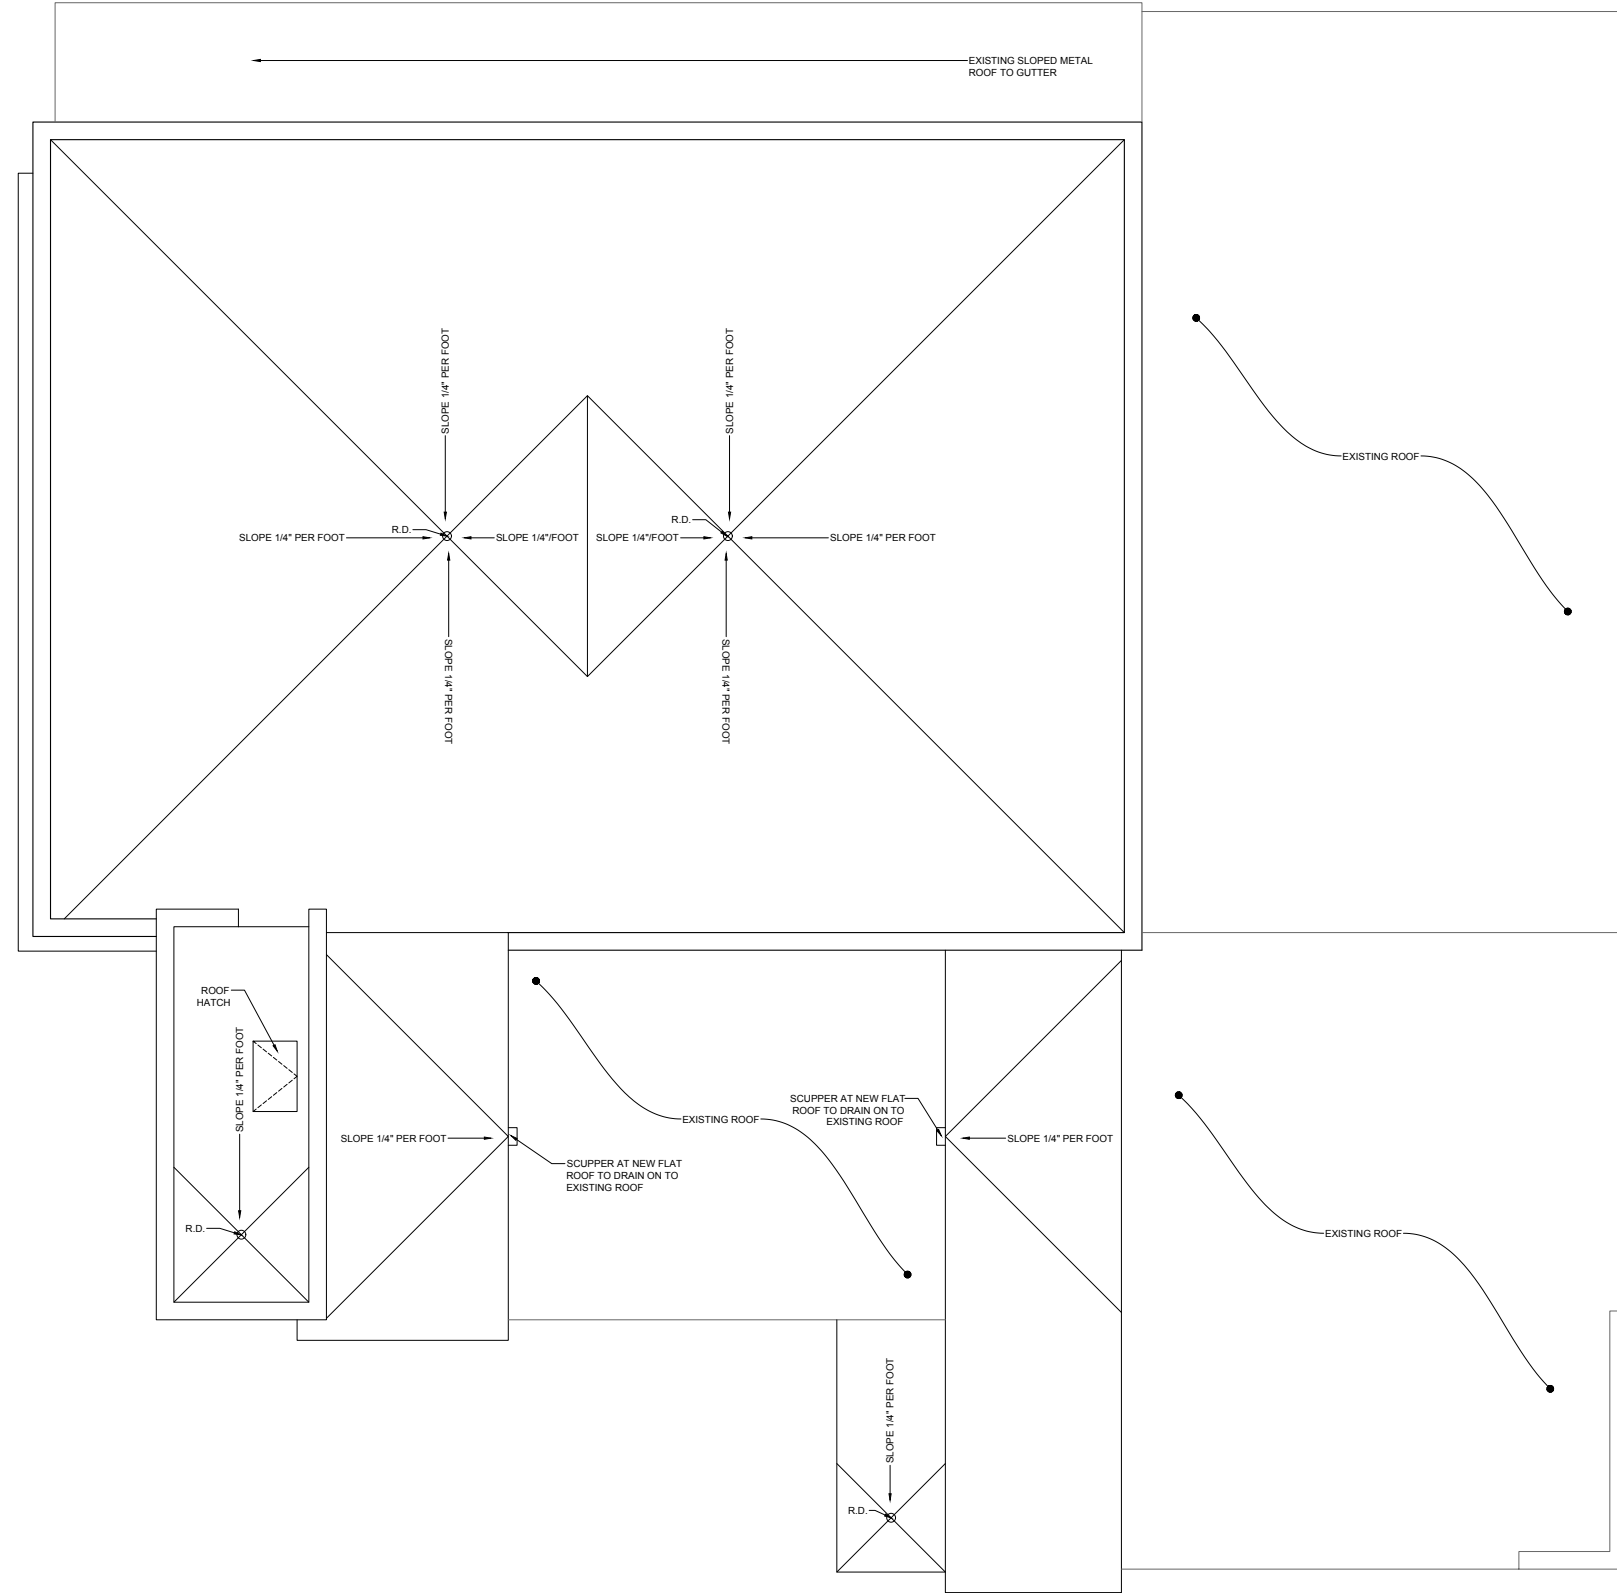 EXISTING SLOPED METAL
ROOF TO GUTTER
SLOPE 1/4" PER FOOT
SLOPE 1/4" PER FOOT
EXISTING ROOF
R.D.
R.D.
SLOPE 1/4" PER FOOT
SLOPE 1/4"/FOOT
SLOPE 1/4"/FOOT
SLOPE 1/4" PER FOOT
SLOPE 1/4" PER FOOT
SLOPE 1/4" PER FOOT
ROOF
HATCH
SLOPE 1/4" PER FOOT
SCUPPER AT NEW FLAT
ROOF TO DRAIN ON TO
EXISTING ROOF
EXISTING ROOF
SLOPE 1/4" PER FOOT
SLOPE 1/4" PER FOOT
SCUPPER AT NEW FLAT
ROOF TO DRAIN ON TO
EXISTING ROOF
R.D.
EXISTING ROOF
SLOPE 1/4" PER FOOT
R.D.